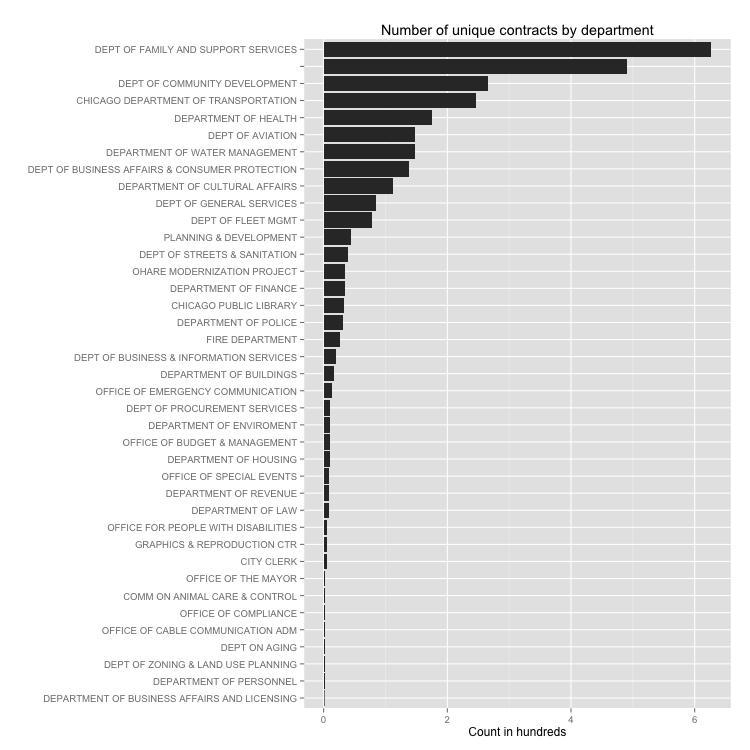 Number of unique contracts by department
DEPT OF FAMILY AND SUPPORT SERVICES
DEPT OF COMMUNITY DEVELOPMENT
CHICAGO DEPARTMENT OF TRANSPORTATION
DEPARTMENT OF HEALTH
DEPT OF AVIATION
DEPARTMENT OF WATER MANAGEMENT
DEPT OF BUSINESS AFFAIRS & CONSUMER PROTECTION
DEPARTMENT OF CULTURAL AFFAIRS
DEPT OF GENERAL SERVICES
DEPT OF FLEET MGMT
PLANNING & DEVELOPMENT
DEPT OF STREETS & SANITATION
OHARE MODERNIZATION PROJECT
DEPARTMENT OF FINANCE
CHICAGO PUBLIC LIBRARY
DEPARTMENT OF POLICE
FIRE DEPARTMENT
DEPT OF BUSINESS & INFORMATION SERVICES
DEPARTMENT OF BUILDINGS
OFFICE OF EMERGENCY COMMUNICATION
DEPT OF PROCUREMENT SERVICES
DEPARTMENT OF ENVIROMENT
OFFICE OF BUDGET & MANAGEMENT
DEPARTMENT OF HOUSING
OFFICE OF SPECIAL EVENTS
DEPARTMENT OF REVENUE
DEPARTMENT OF LAW
OFFICE FOR PEOPLE WITH DISABILITIES
GRAPHICS & REPRODUCTION CTR
CITY CLERK
OFFICE OF THE MAYOR
COMM ON ANIMAL CARE & CONTROL
OFFICE OF COMPLIANCE
OFFICE OF CABLE COMMUNICATION ADM
DEPT ON AGING
DEPT OF ZONING & LAND USE PLANNING
DEPARTMENT OF PERSONNEL
DEPARTMENT OF BUSINESS AFFAIRS AND LICENSING
0 2 4 6
Count in hundreds